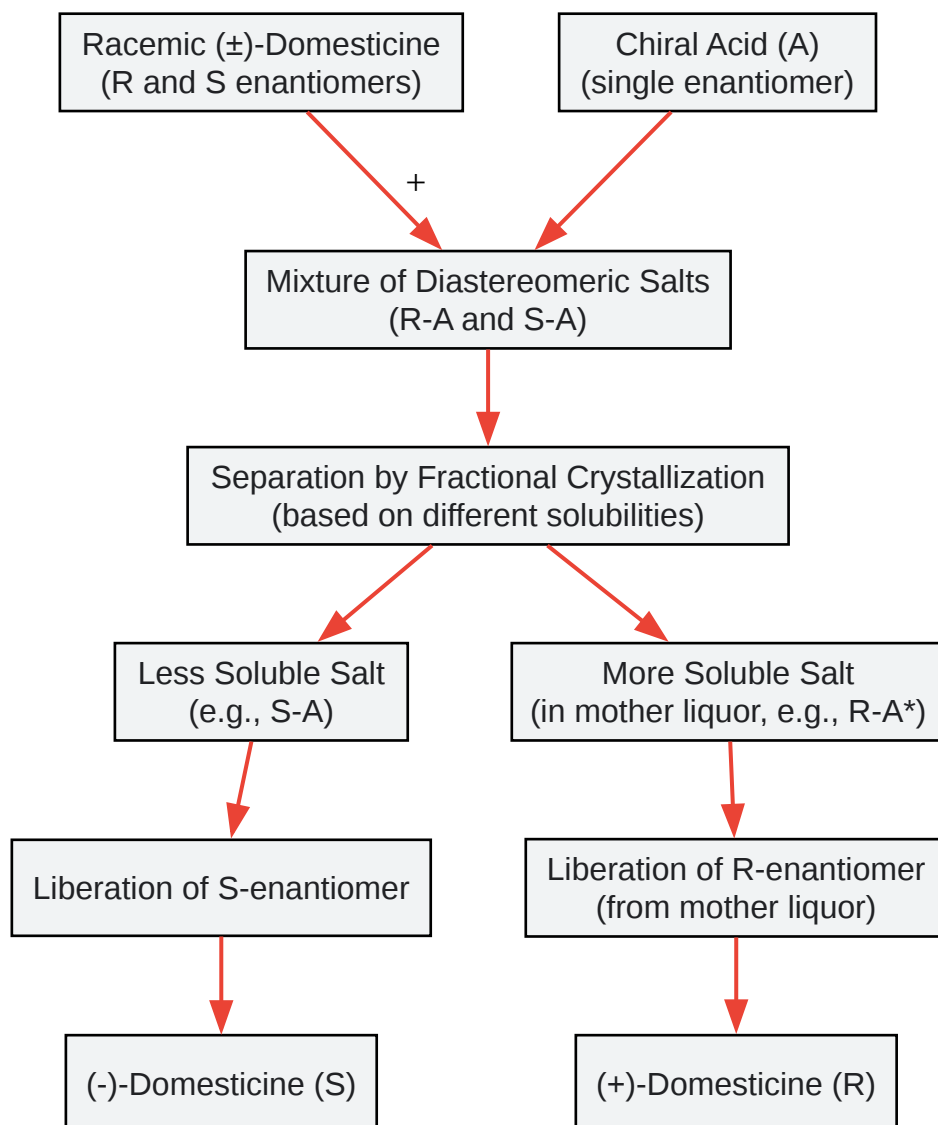 Racemic (±)-Domesticine
(R and S enantiomers)
Chiral Acid (A)
(single enantiomer)
+
Mixture of Diastereomeric Salts
(R-A and S-A)
Separation by Fractional Crystallization
(based on different solubilities)
Less Soluble Salt
(e.g., S-A)
More Soluble Salt
(in mother liquor, e.g., R-A*)
Liberation of S-enantiomer
Liberation of R-enantiomer
(from mother liquor)
(-)-Domesticine (S)
(+)-Domesticine (R)